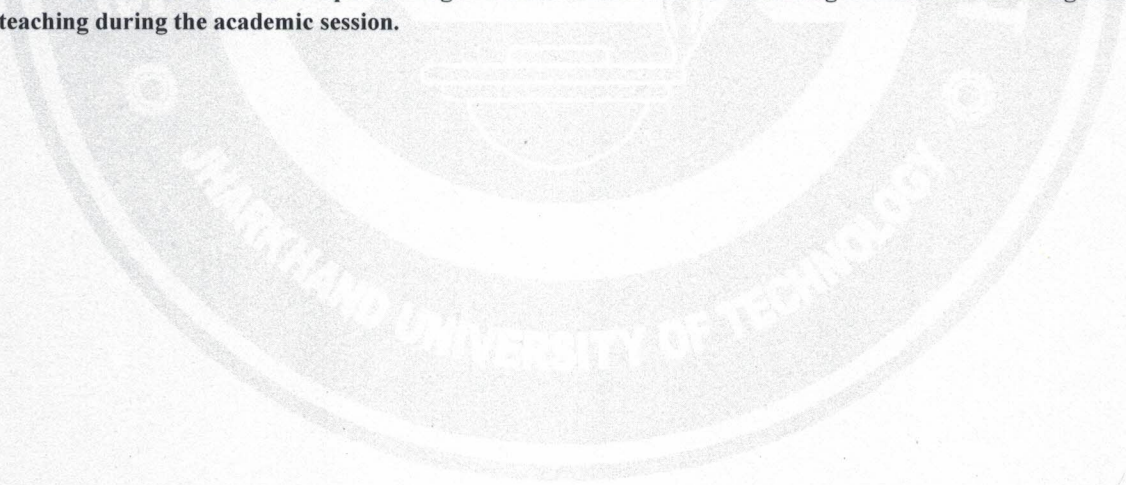 teaching during the academic session.
JHARKHAND UNIVERSITY OF TECHNOLOGY